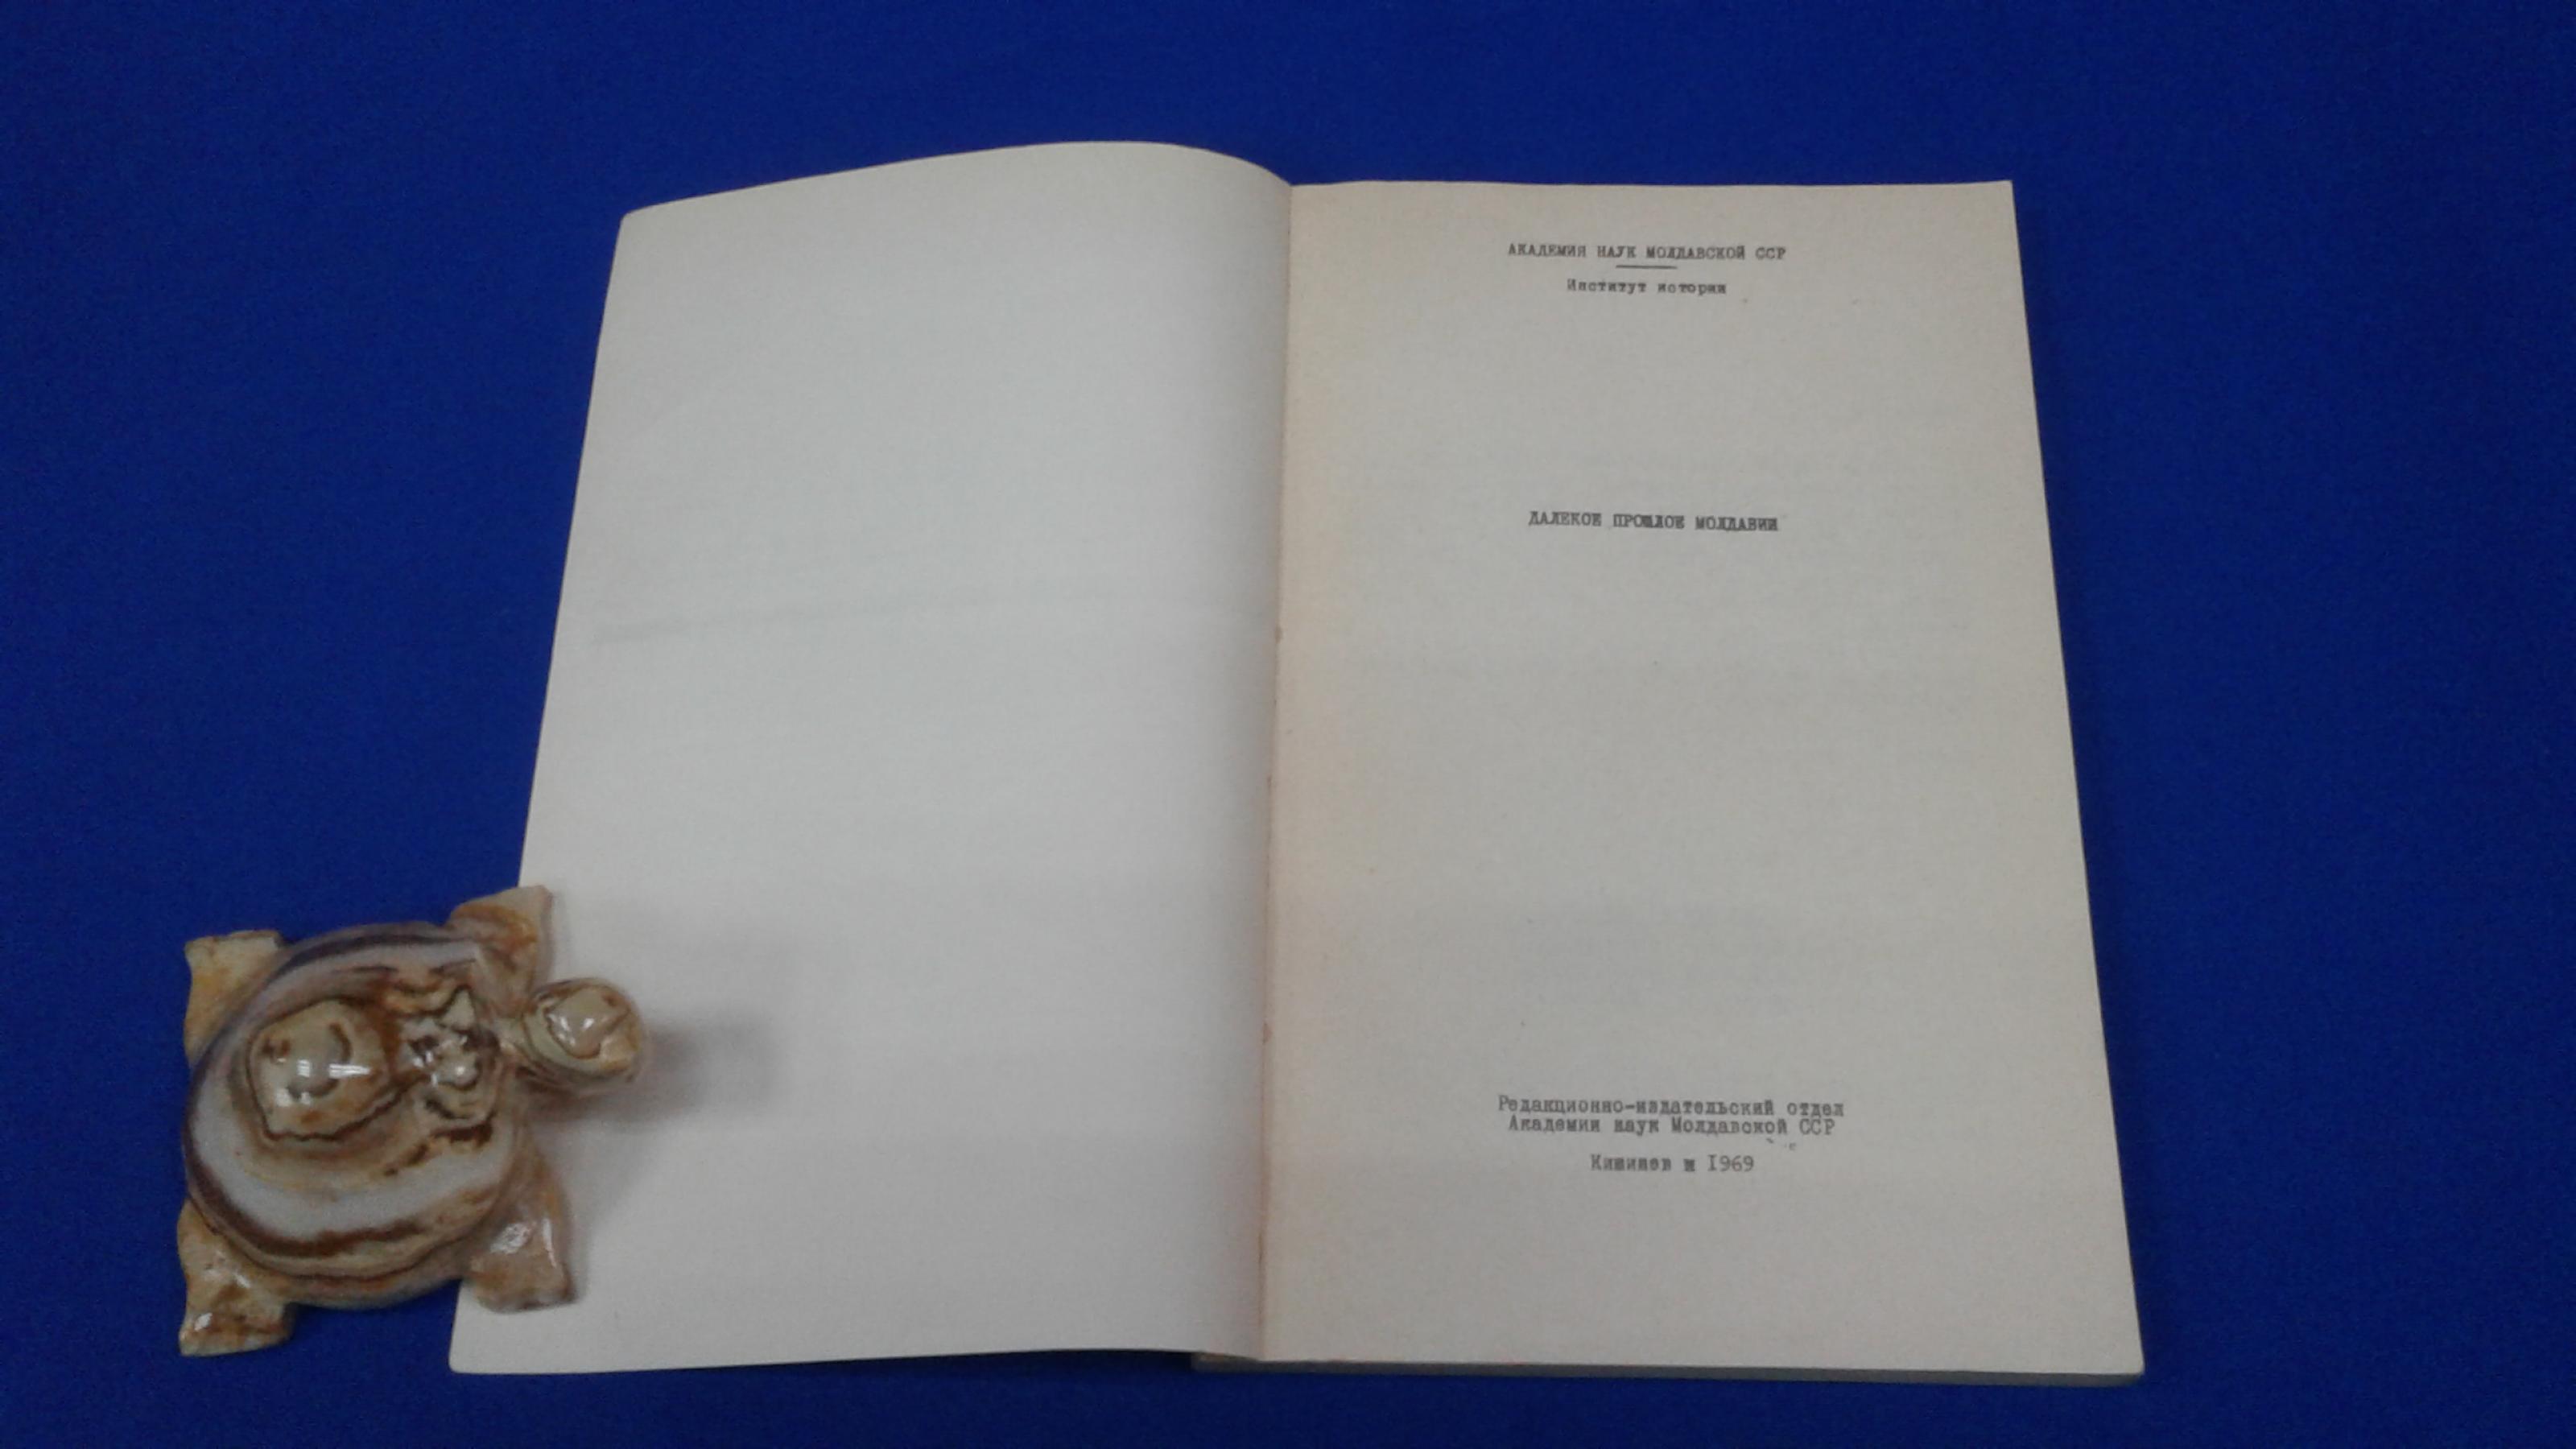 АКАДЕМИЯ НАУК МОЛДАВСКОЙ ССР
Институт истории
ДАЛЕКОЕ ПРОШЛОЕ МОЛДАВИИ
Редакционно-издательский отдел
Академии наук Молдавской ССР
Кишинев ж 1969